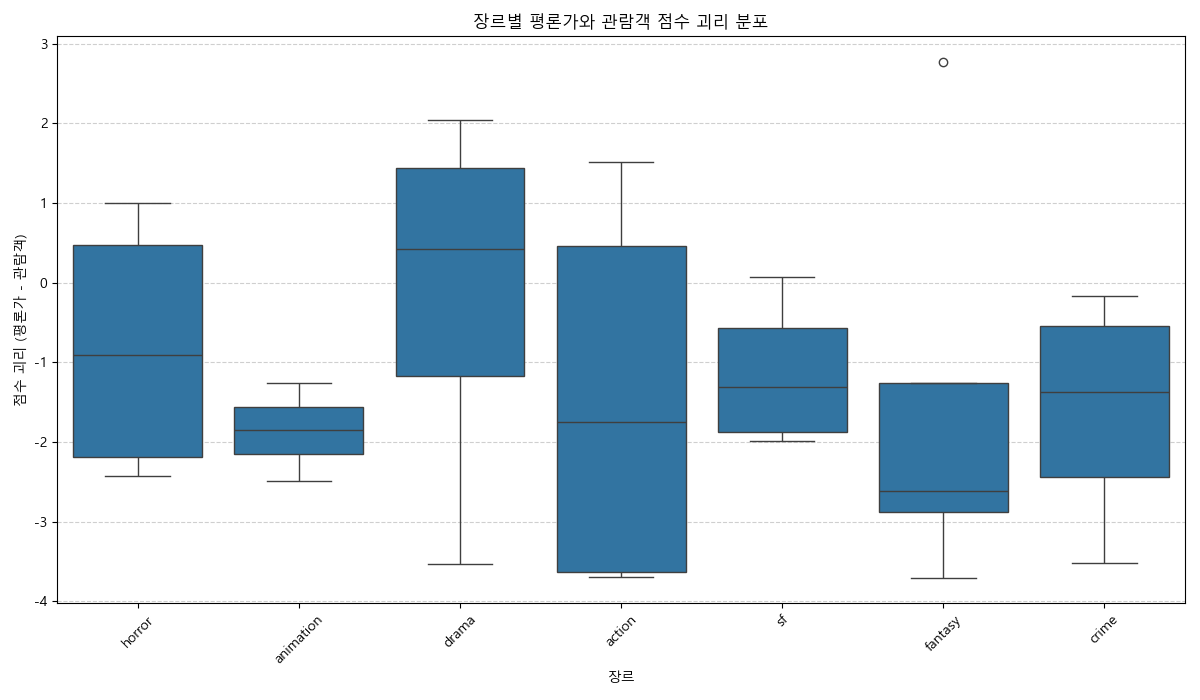 장르별 평론가와 관람객 점수 괴리 분포
점수 괴리 (평론가 - 관람객)
3
2
1
0
-1
-2
-3
-4
horror
animation
drama
action
sf
fantasy
crime
장르